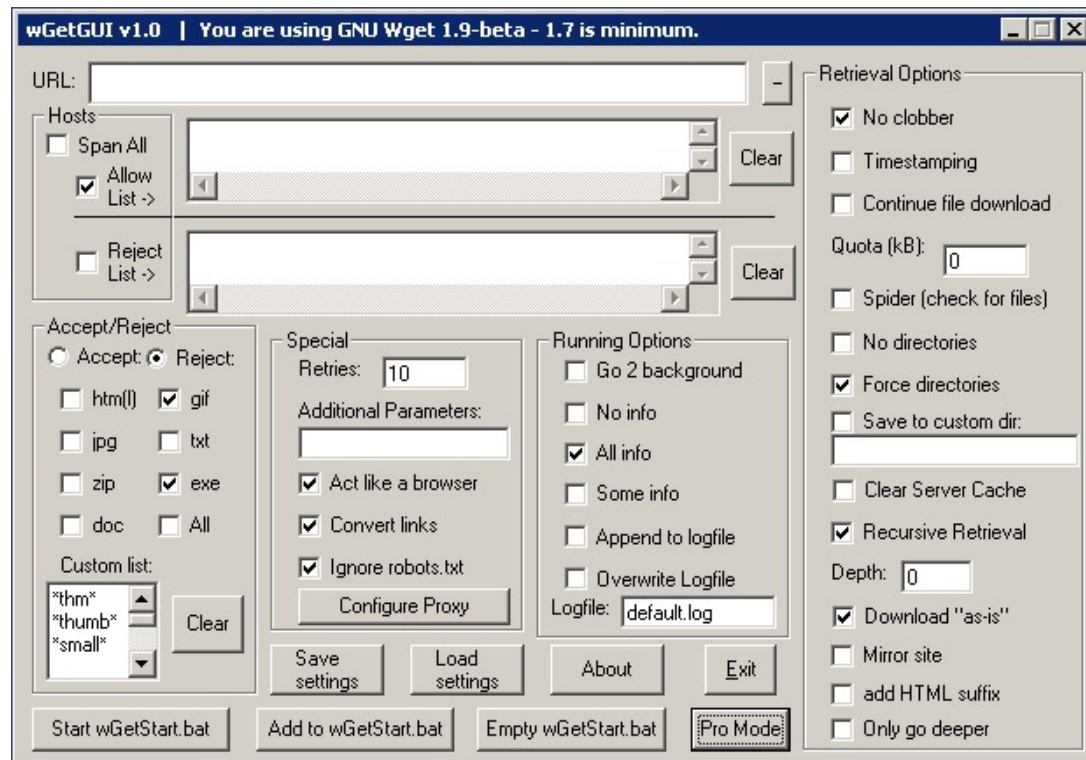 wGetGUI v1.0 | You are using GNU Wget 1.9-beta - 1.7 is minimum.
URL:
-
Hosts
Span All
Allow
List ->
Clear
Reject
List ->
Clear
Accept/Reject
Accept: Reject:
htm(l) gif
jpg txt
zip exe
doc All
Custom list:
*thm*
*thumb*
*small*
Clear
Special
Retries: 10
Additional Parameters:
Act like a browser
Convert links
Ignore robots.txt
Configure Proxy
Running Options
Go 2 background
No info
All info
Some info
Append to logfile
Overwrite Logfile
Logfile: default.log
Retrieval Options
No clobber
Timestamping
Continue file download
Quota (kB): 0
Spider (check for files)
No directories
Force directories
Save to custom dir:
Clear Server Cache
Recursive Retrieval
Depth: 0
Download "as-is"
Mirror site
add HTML suffix
Only go deeper
Save
settings
Load
settings
About
Exit
Start wGetStart.bat
Add to wGetStart.bat
Empty wGetStart.bat
Pro Mode